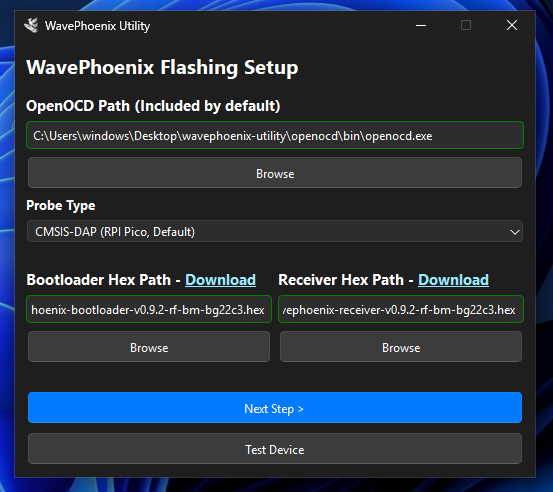 WavePhoenix Utility
WavePhoenix Flashing Setup
OpenOCD Path (Included by default)
C:\Users\windows\Desktop\wavephoenix-utility\openocd\bin\openocd.exe
Browse
Probe Type
CMSIS-DAP (RPI Pico, Default)
Bootloader Hex Path - Download Receiver Hex Path - Download
hoenix-bootloader-v0.9.2-rf-bm-bg22c3.hex vephoenix-receiver-v0.9.2-rf-bm-bg22c3.hex
Browse Browse
Next Step >
Test Device